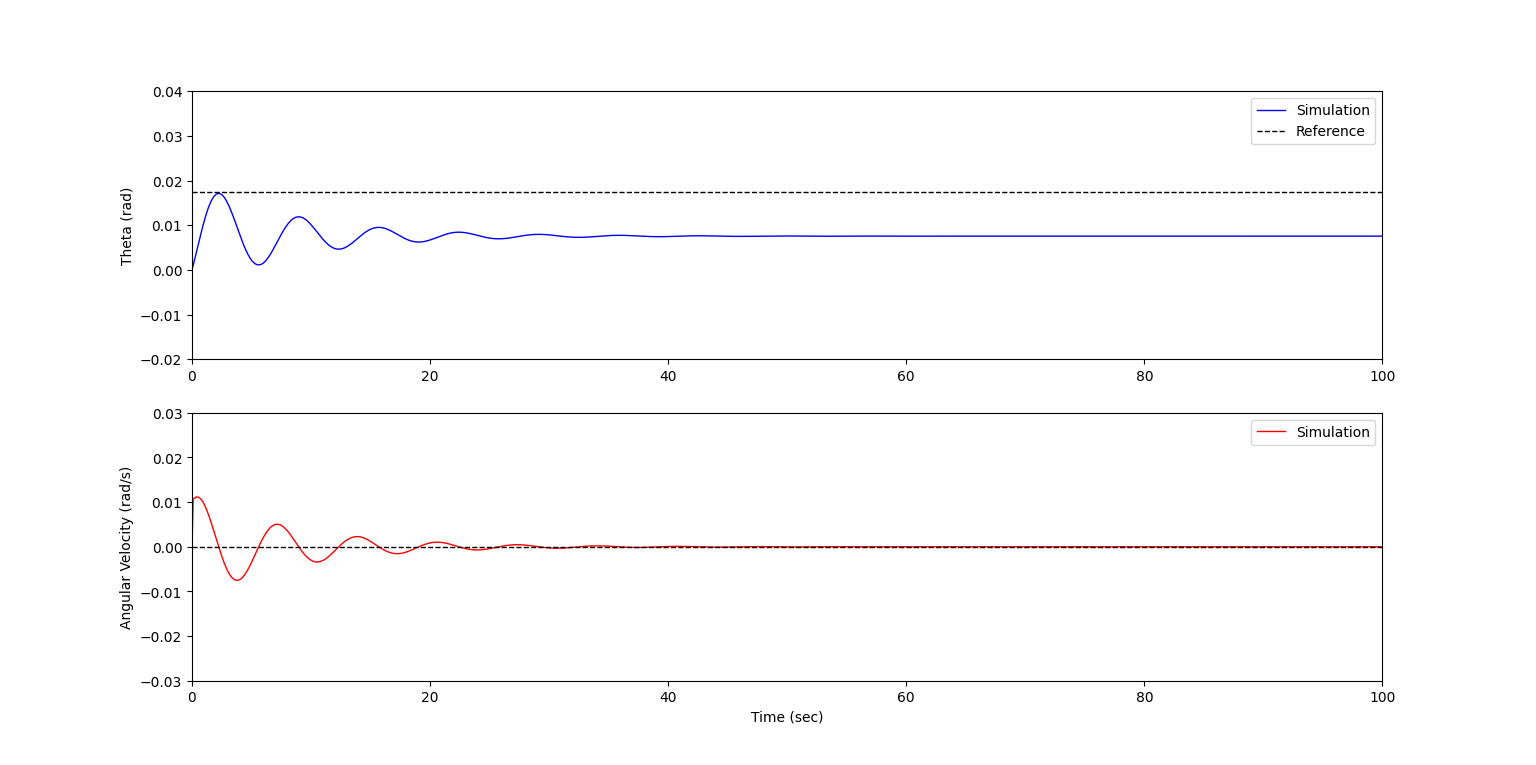 0.04
0.03
0.02
0.01
0.00
−0.01
−0.02
Theta (rad)
Simulation
Reference
0 20 40 60 80 100
0.03
0.02
0.01
0.00
−0.01
−0.02
−0.03
Angular Velocity (rad/s)
Simulation
0 20 40 60 80 100
Time (sec)